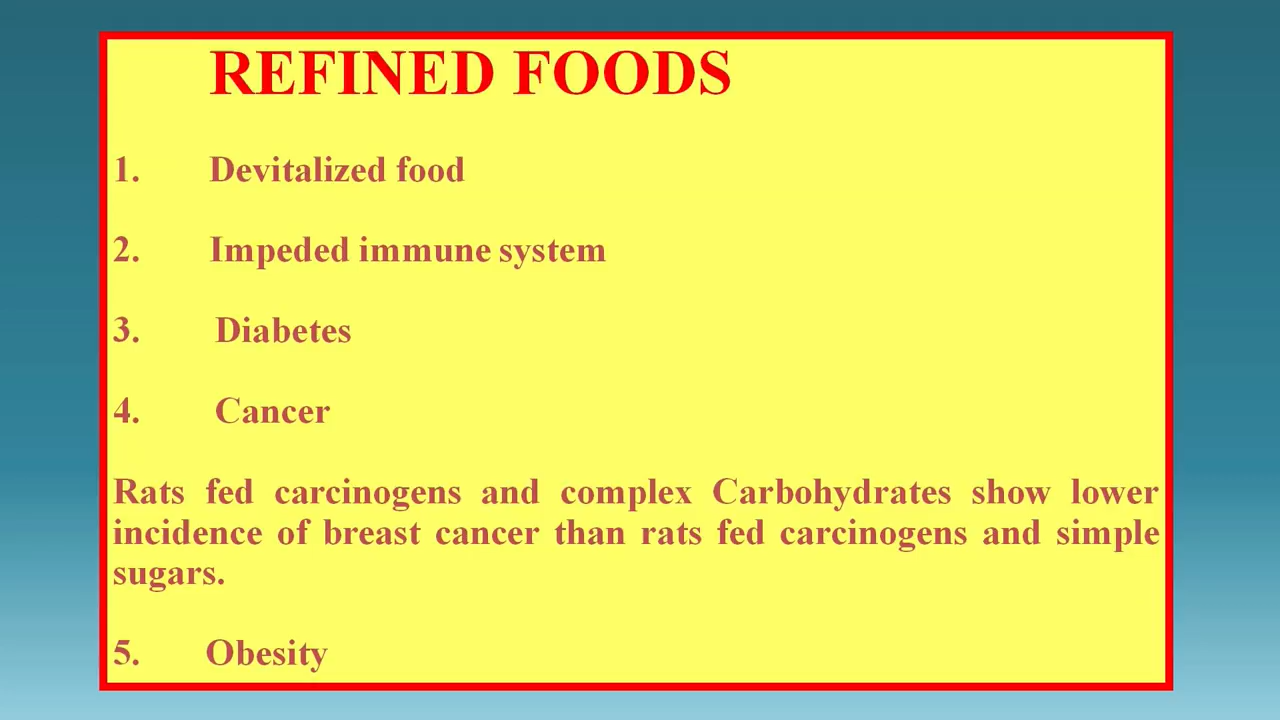 REFINED FOODS
1. Devitalized food
2. Impeded immune system
3. Diabetes
4. Cancer
Rats fed carcinogens and complex Carbohydrates show lower
incidence of breast cancer than rats fed carcinogens and simple
sugars.
5. Obesity